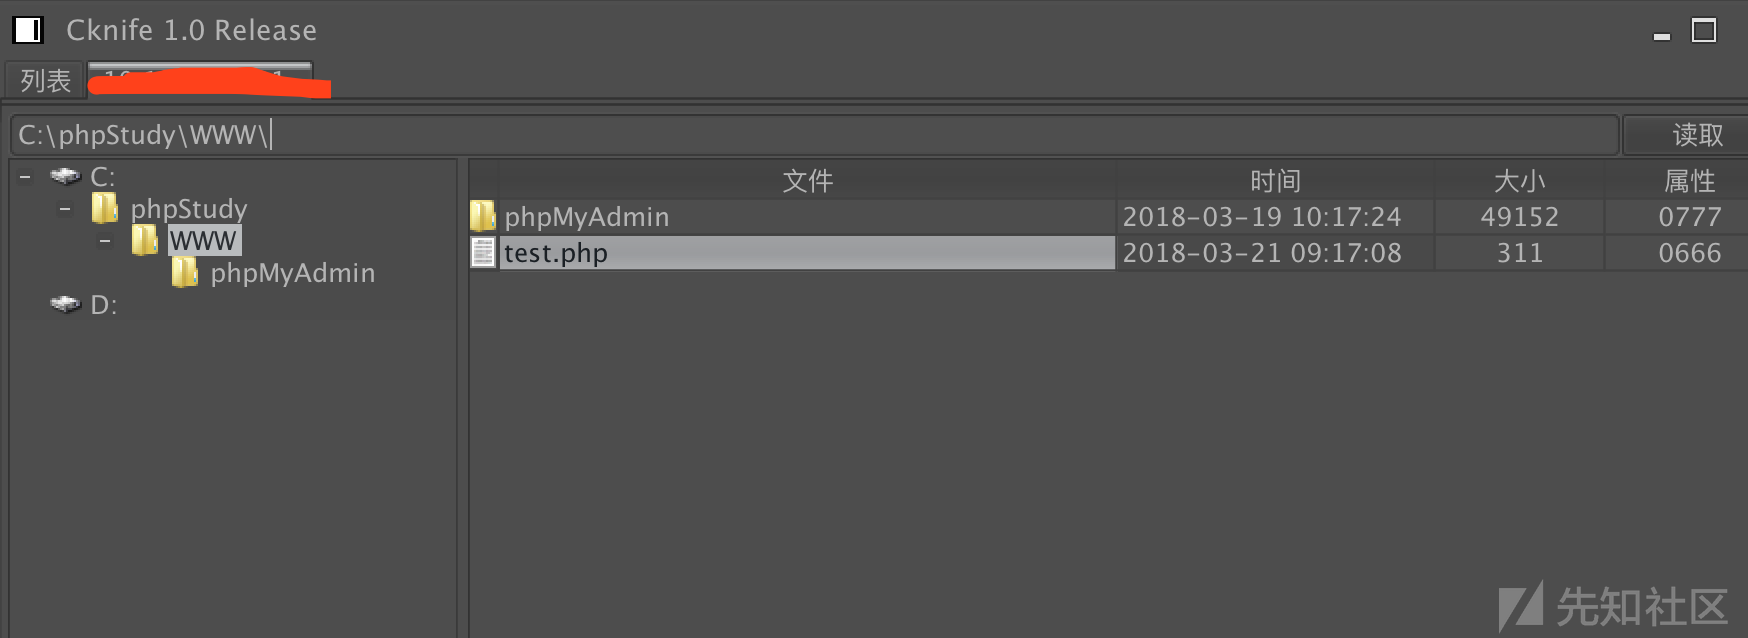 Cknife 1.0 Release
列表
C:\phpStudy\WWW\
读取
C:
phpStudy
WWW
phpMyAdmin
D:
文件 时间 大小 属性
phpMyAdmin 2018-03-19 10:17:24 49152 0777
test.php 2018-03-21 09:17:08 311 0666
先知社区